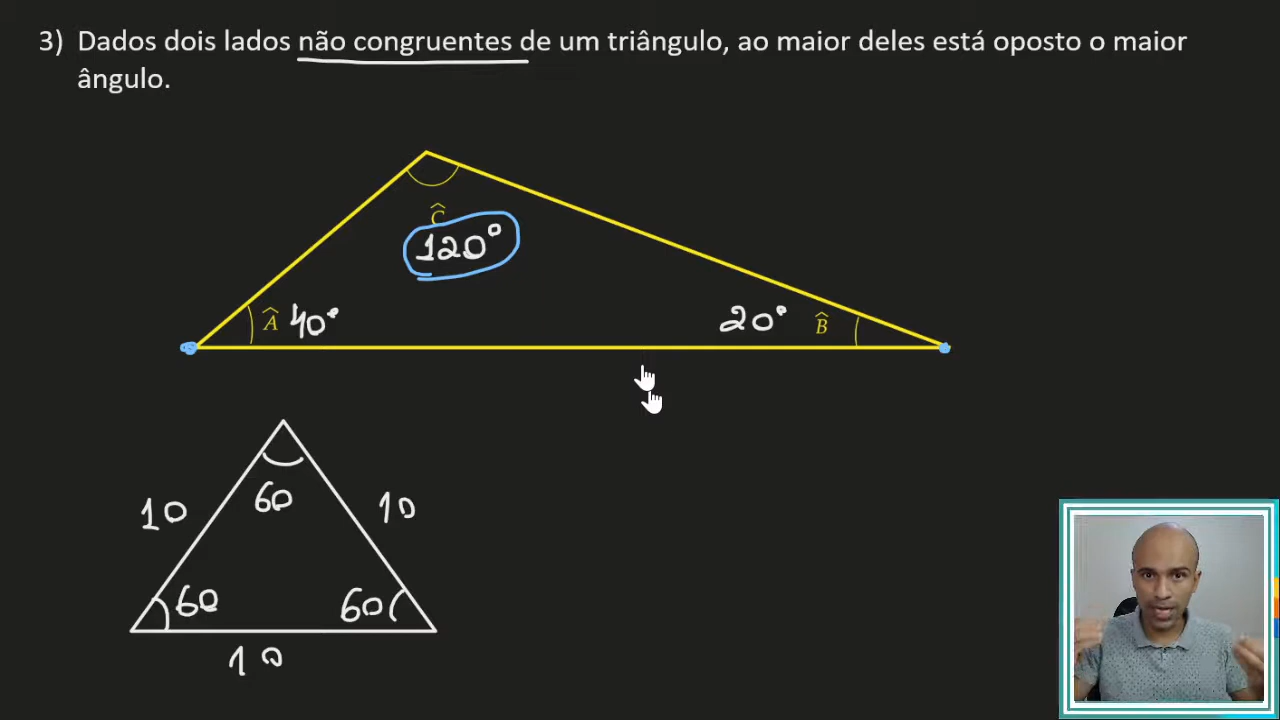 3) Dados dois lados não congruentes de um triângulo, ao maior deles está oposto o maior
ângulo.
Ĉ
120°
Â 40°
20° B̂
10
60
10
60
60
10